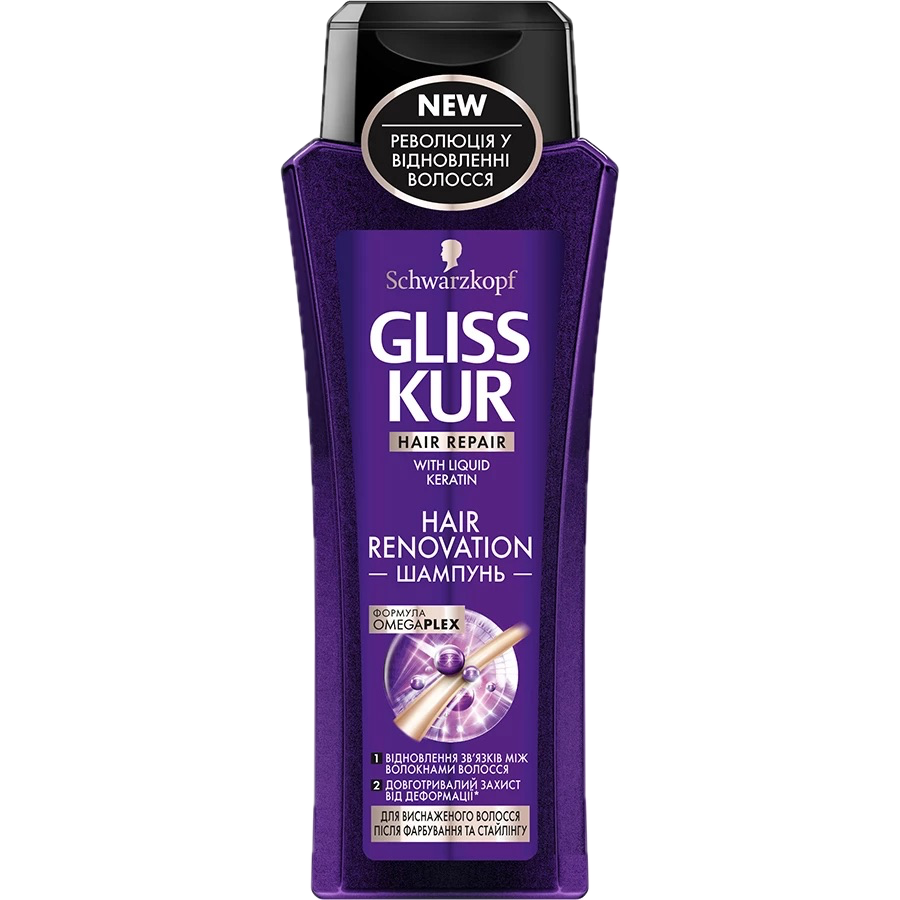 NEW
РЕВОЛЮЦІЯ У
ВІДНОВЛЕННІ
ВОЛОССЯ
Schwarzkopf
GLISS
KUR
HAIR REPAIR
WITH LIQUID
KERATIN
HAIR
RENOVATION
— ШАМПУНЬ —
ФОРМУЛА
OMEGAPLEX
1 ВІДНОВЛЕННЯ ЗВ'ЯЗКІВ МІЖ
ВОЛОКНАМИ ВОЛОССЯ
2 ДОВГОТРИВАЛИЙ ЗАХИСТ
ВІД ДЕФОРМАЦІЇ*
ДЛЯ ВИСНАЖЕНОГО ВОЛОССЯ
ПІСЛЯ ФАРБУВАННЯ ТА СТАЙЛІНГУ